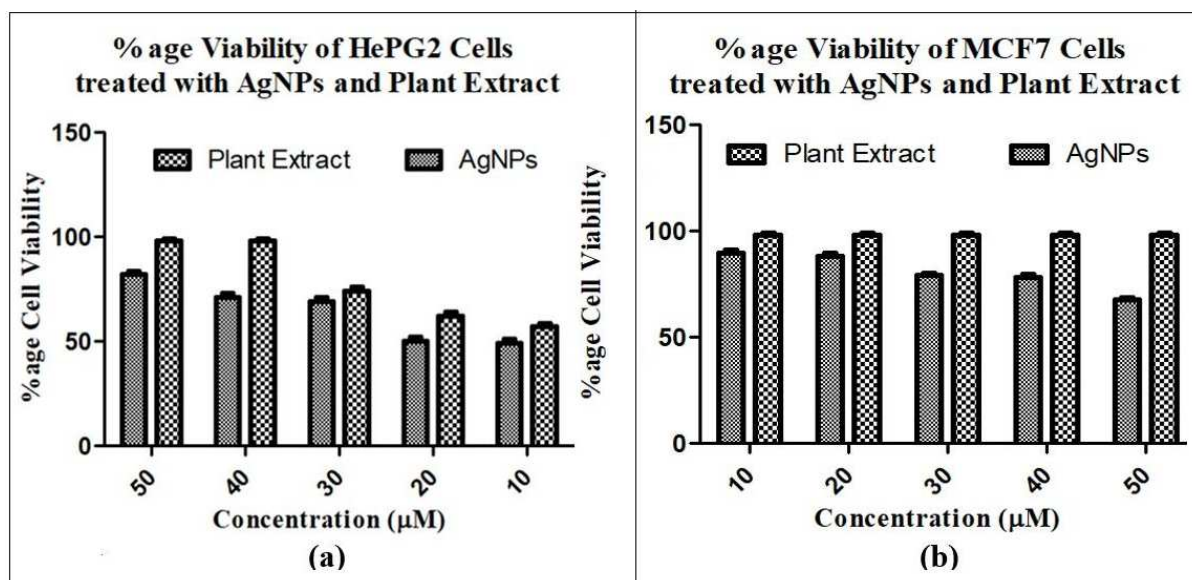 %age Viability of HePG2 Cells
treated with AgNPs and Plant Extract
150
100
50
0
%age Cell Viability
Plant Extract
AgNPs
50
40
30
20
10
Concentration (μM)
(a)
%age Viability of MCF7 Cells
treated with AgNPs and Plant Extract
150
100
50
0
%age Cell Viability
Plant Extract
AgNPs
10
20
30
40
50
Concentration (μM)
(b)